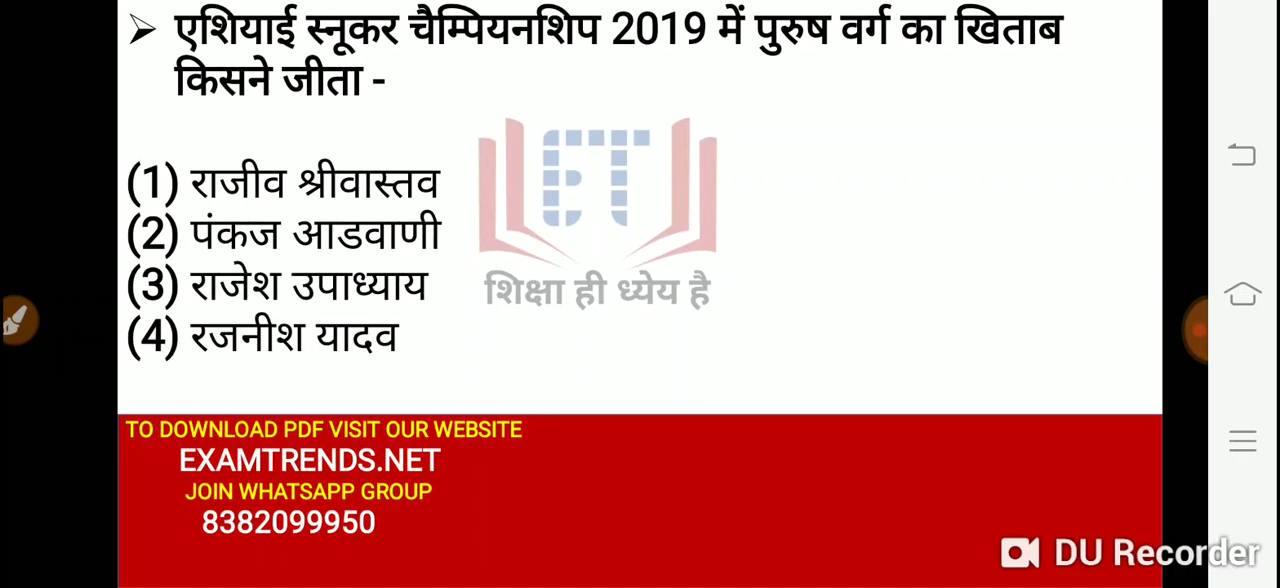 ➢ एशियाई स्नूकर चैम्पियनशिप 2019 में पुरुष वर्ग का खिताब
किसने जीता -
ET
शिक्षा ही ध्येय है
(1) राजीव श्रीवास्तव
(2) पंकज आडवाणी
(3) राजेश उपाध्याय
(4) रजनीश यादव
TO DOWNLOAD PDF VISIT OUR WEBSITE
EXAMTRENDS.NET
JOIN WHATSAPP GROUP
8382099950
DU Recorder